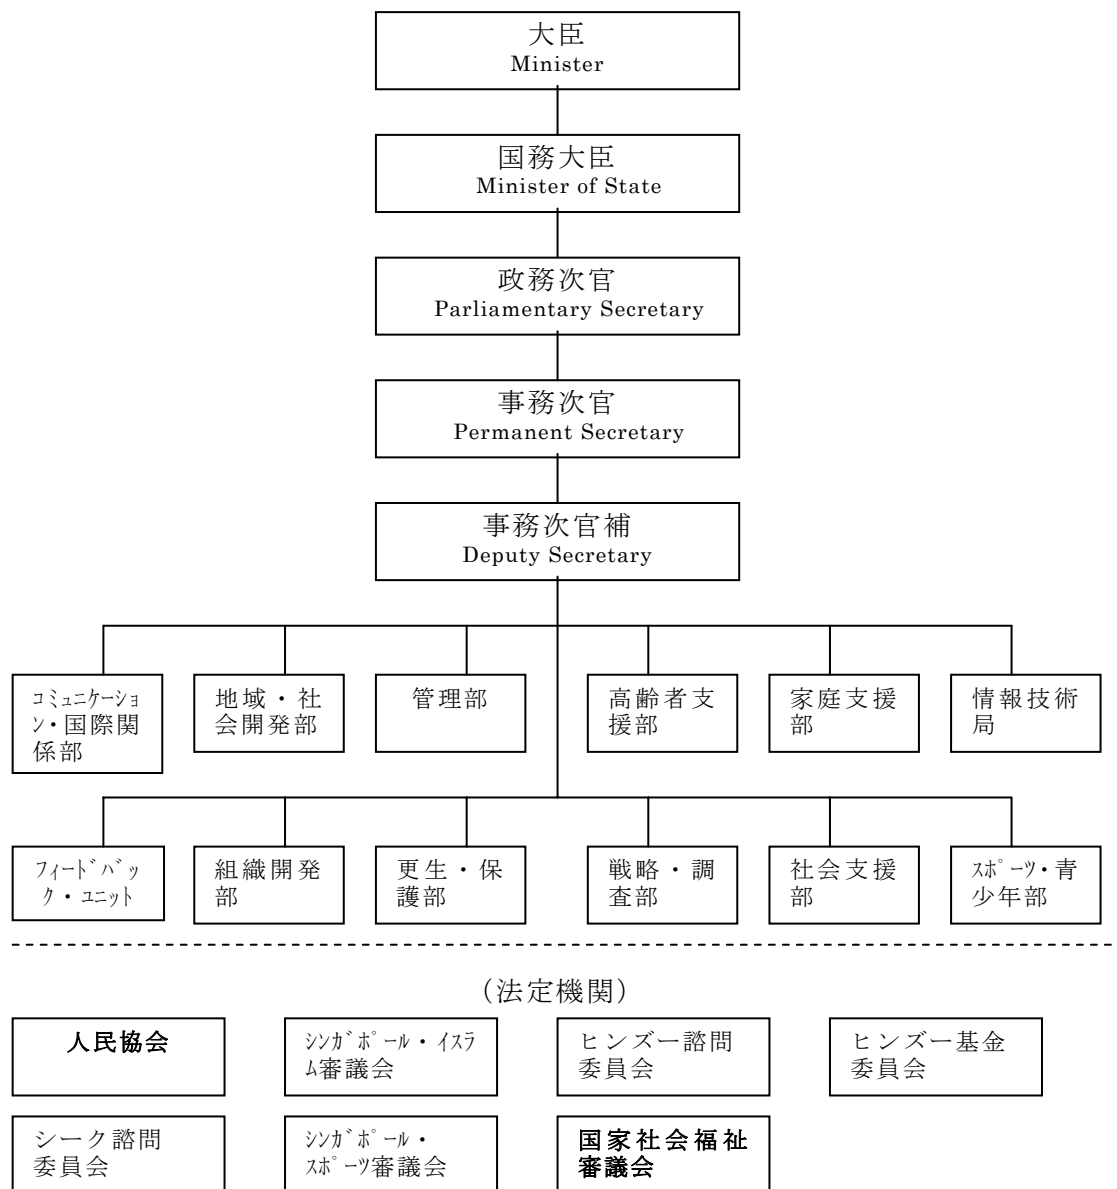 大臣
Minister
国務大臣
Minister of State
政務次官
Parliamentary Secretary
事務次官
Permanent Secretary
事務次官補
Deputy Secretary
コミュニケーショ
ン・国際関
係部
地域・社
会開発部
管理部
高齢者支
援部
家庭支援
部
情報技術
局
フィードバッ
ク・ユニット
組織開発
部
更生・保
護部
戦略・調
査部
社会支援
部
スポーツ・青
少年部
(法定機関)
人民協会
シンガポール・イスラ
ム審議会
ヒンズー諮問
委員会
ヒンズー基金
委員会
シーク諮問
委員会
シンガポール・
スポーツ審議会
国家社会福祉
審議会